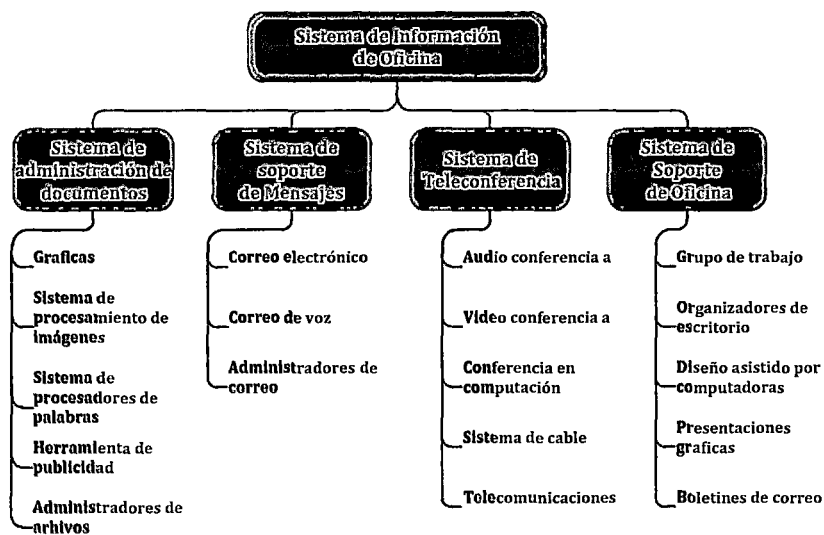 Sistema de Información
de Oficina
Sistema de
administración de
documentos
Graficas
Sistema de
procesamiento de
imágenes
Sistema de
procesadores de
palabras
Herramienta de
publicidad
Administradores de
arhivos
Sistema de
soporte
de Mensajes
Correo electrónico
Correo de voz
Administradores de
correo
Sistema de
Teleconferencia
Audio conferencia a
Video conferencia a
Conferencia en
computación
Sistema de cable
Telecomunicaciones
Sistema de
Soporte
de Oficina
Grupo de trabajo
Organizadores de
escritorio
Diseño asistido por
computadoras
Presentaciones
graficas
Boletines de correo